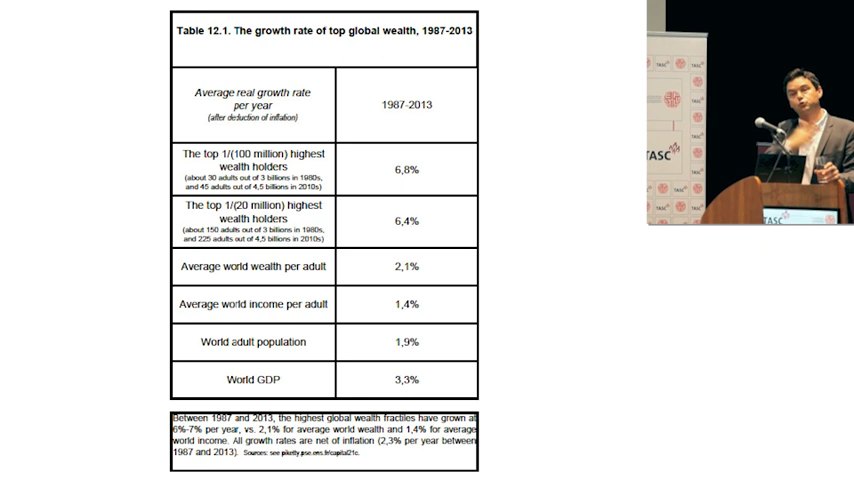 Table 12.1. The growth rate of top global wealth, 1987-2013
Average real growth rate
per year
(after deduction of inflation)
1987-2013
The top 1/(100 million) highest
wealth holders
(about 30 adults out of 3 billions in 1980s,
and 45 adults out of 4,5 billions in 2010s)
6,8%
The top 1/(20 million) highest
wealth holders
(about 150 adults out of 3 billions in 1980s,
and 225 adults out of 4,5 billions in 2010s)
6,4%
Average world wealth per adult
2,1%
Average world income per adult
1,4%
World adult population
1,9%
World GDP
3,3%
Between 1987 and 2013, the highest global wealth fractiles have grown at
6%-7% per year, vs. 2,1% for average world wealth and 1,4% for average
world income. All growth rates are net of inflation (2,3% per year between
1987 and 2013). Sources: see piketty.pse.ens.fr/capital21c.
TASC
TASC